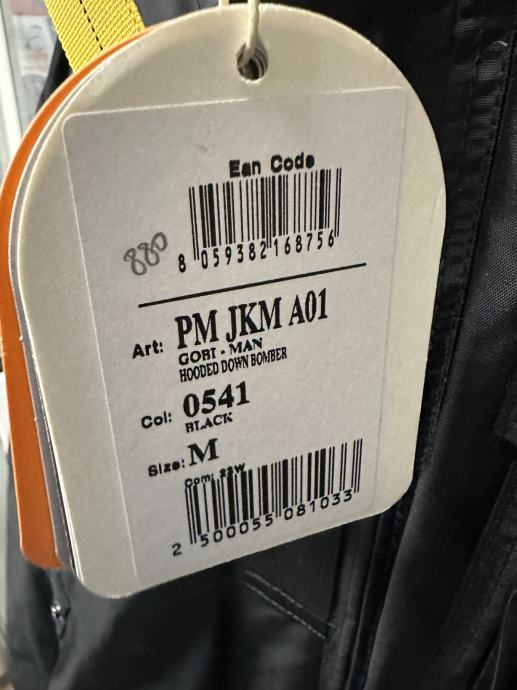 Ean Code
880
8 059382 168756
Art: PM JKM A01
GOBI - MAN
HOODED DOWN BOMBER
Col: 0541
BLACK
Size: M
Com: 22W
2 500055 081033